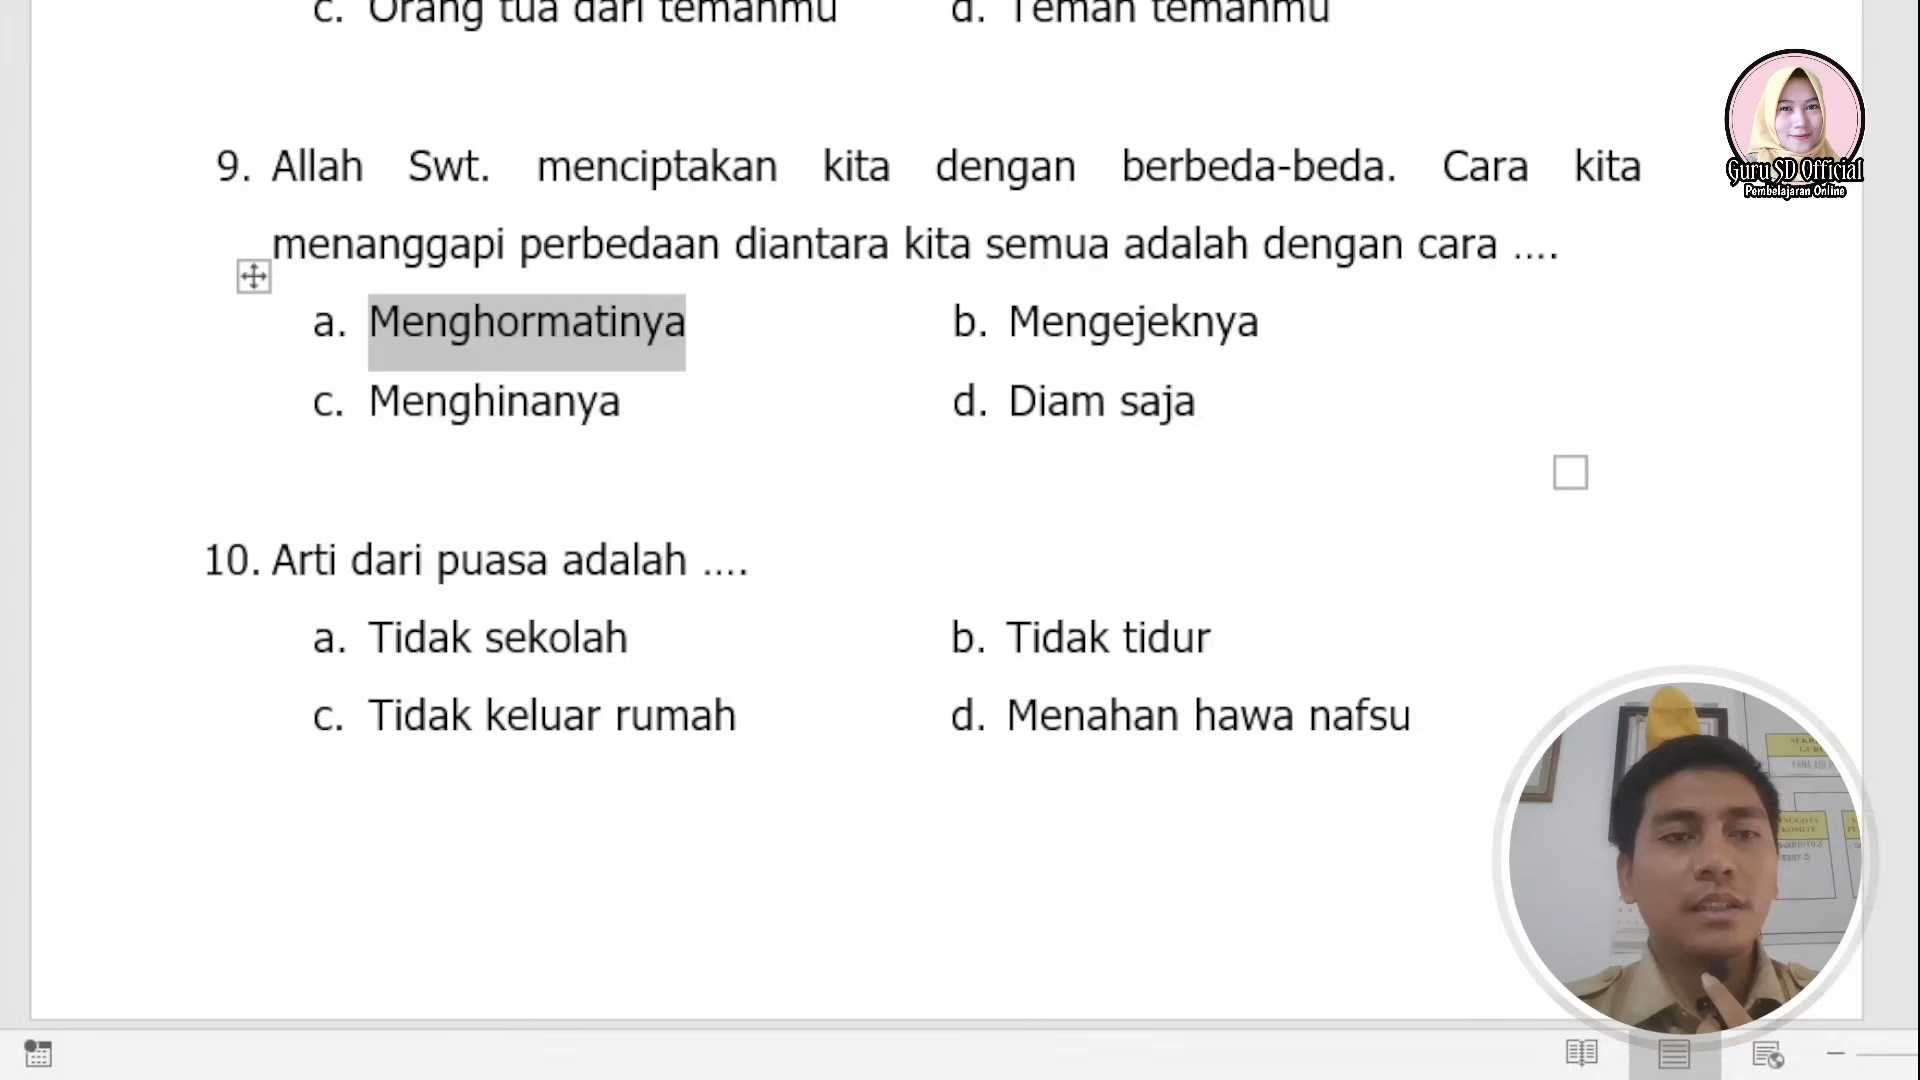 c. Orang tua dari temanmu d. Teman temanmu
9. Allah Swt. menciptakan kita dengan berbeda-beda. Cara kita
menanggapi perbedaan diantara kita semua adalah dengan cara ....
a. Menghormatinya b. Mengejeknya
c. Menghinanya d. Diam saja
10. Arti dari puasa adalah ....
a. Tidak sekolah b. Tidak tidur
c. Tidak keluar rumah d. Menahan hawa nafsu
Guru SD Official
Pembelajaran Online